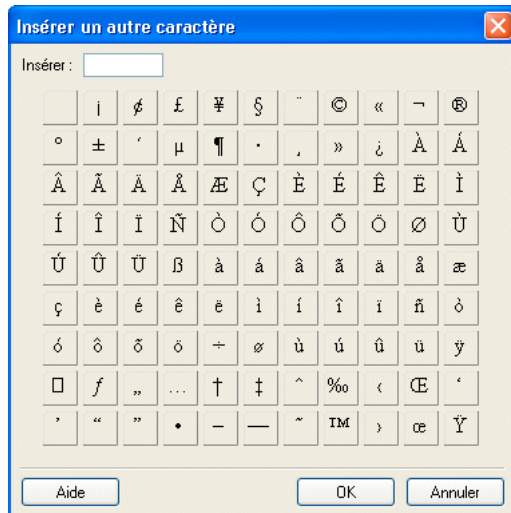 Insérer un autre caractère
Insérer :
¡ ¢ £ ¥ § ¨ © « ¬ ®
° ± ´ µ ¶ · ¸ » ¿ À Á
Â Ã Ä Å Æ Ç È É Ê Ë Ì
Í Î Ï Ñ Ò Ó Ô Õ Ö Ø Ù
Ú Û Ü ß à á â ã ä å æ
ç è é ê ë ì í î ï ñ ò
ó ô õ ö ÷ ø ù ú û ü ÿ
□ ƒ „ … † ‡ ˆ ‰ ‹ Œ ‘
’ “ ” • – — ˜ ™ › œ Ÿ
Aide OK Annuler